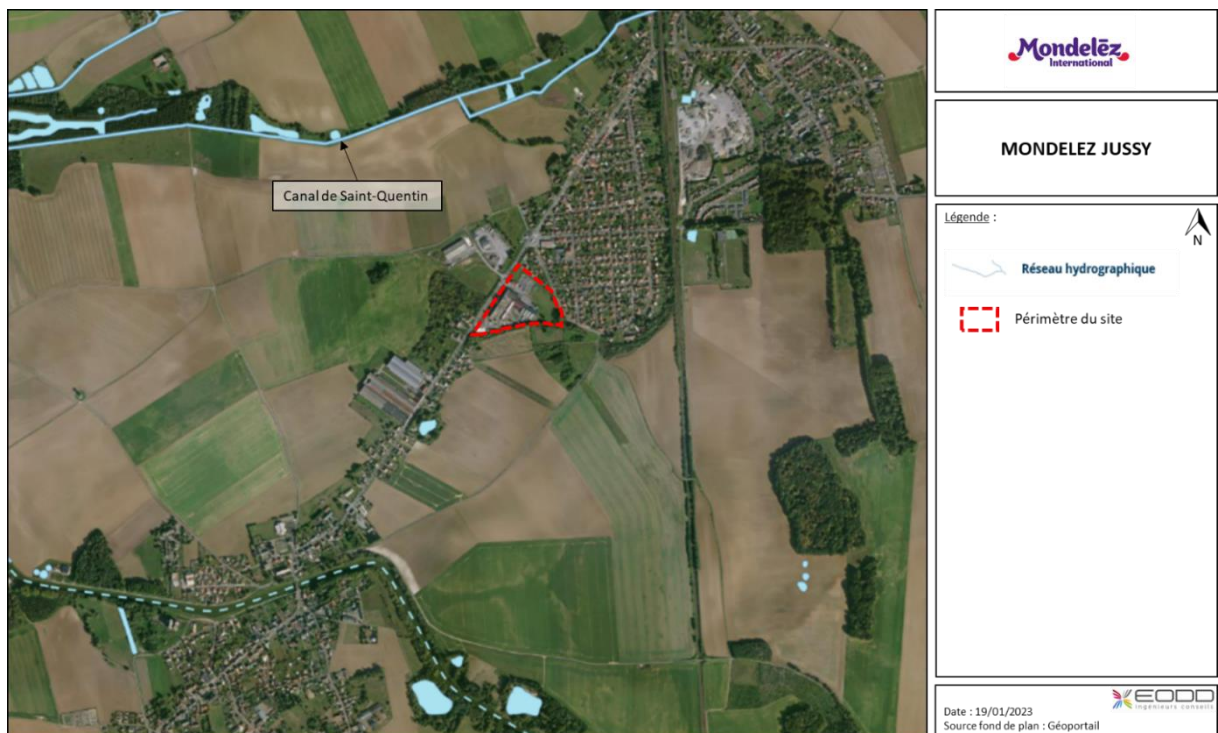 Canal de Saint-Quentin
Mondelēz
International
MONDELEZ JUSSY
Légende :
N
Réseau hydrographique
Périmètre du site
EODD
ingénieurs conseils
Date : 19/01/2023
Source fond de plan : Géoportail